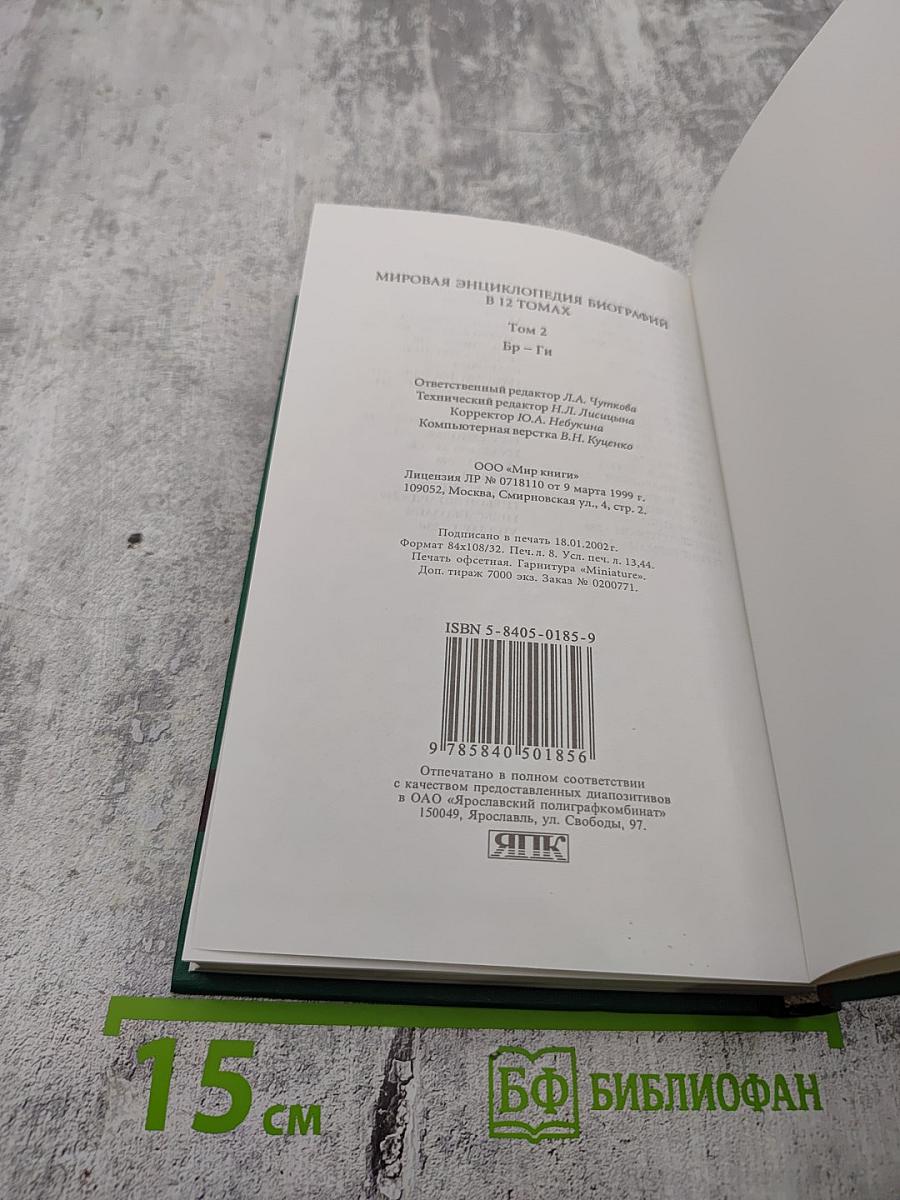 МИРОВАЯ ЭНЦИКЛОПЕДИЯ БИОГРАФИЙ
В 12 ТОМАХ
Том 2
Бр – Ги
Ответственный редактор Л.А. Чуткова
Технический редактор Н.Л. Лисицына
Корректор Ю.А. Небукина
Компьютерная верстка В.Н. Куценко
ООО «Мир книги»
Лицензия ЛР № 0718110 от 9 марта 1999 г.
109052, Москва, Смирновская ул., 4, стр. 2.
Подписано в печать 18.01.2002 г.
Формат 84х108/32. Печ. л. 8. Усл. печ. л. 13,44.
Печать офсетная. Гарнитура «Miniature».
Доп. тираж 7000 экз. Заказ № 0200771.
ISBN 5-8405-0185-9
9 785840 501856
Отпечатано в полном соответствии
с качеством предоставленных диапозитивов
в ОАО «Ярославский полиграфкомбинат»
150049, Ярославль, ул. Свободы, 97.
ЯПК
15 см
БФ БИБЛИОФАН